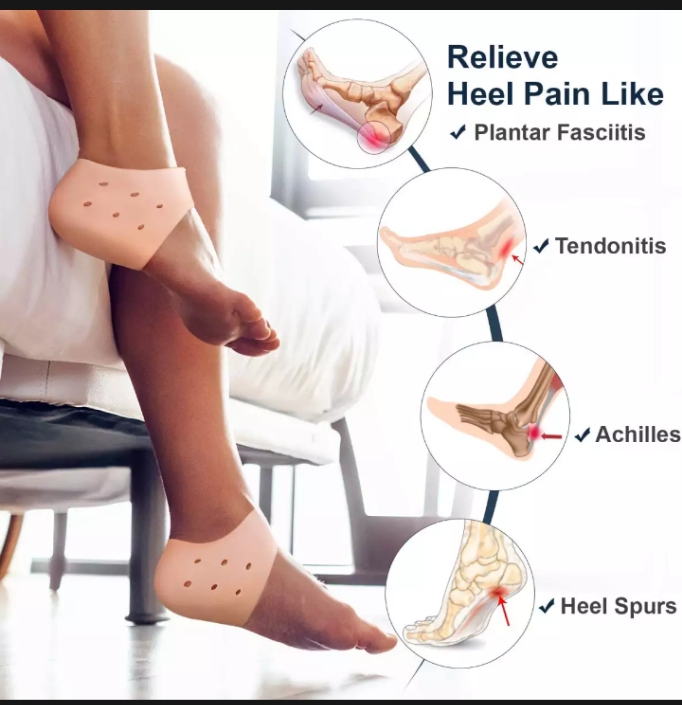 Relieve
Heel Pain Like
Plantar Fasciitis
Tendonitis
Achilles
Heel Spurs